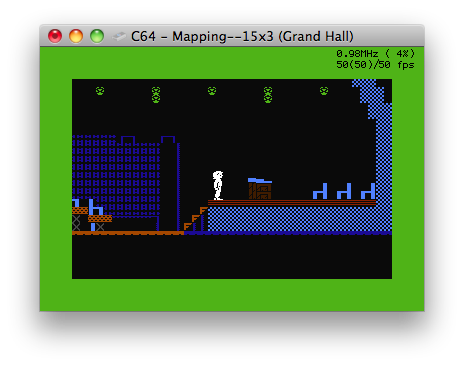 C64 – Mapping--15x3 (Grand Hall)
0.98MHz ( 4%)
50(50)/50 fps